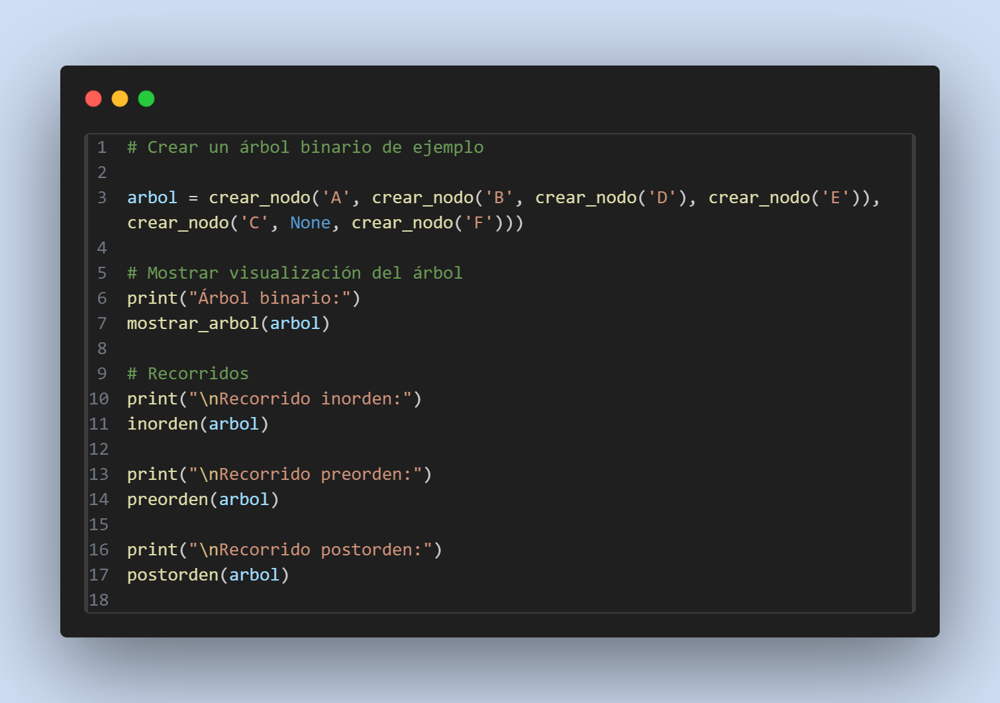 1 # Crear un árbol binario de ejemplo
2
3 arbol = crear_nodo('A', crear_nodo('B', crear_nodo('D'), crear_nodo('E')),
crear_nodo('C', None, crear_nodo('F')))
4
5 # Mostrar visualización del árbol
6 print("Árbol binario:")
7 mostrar_arbol(arbol)
8
9 # Recorridos
10 print("\nRecorrido inorden:")
11 inorden(arbol)
12
13 print("\nRecorrido preorden:")
14 preorden(arbol)
15
16 print("\nRecorrido postorden:")
17 postorden(arbol)
18